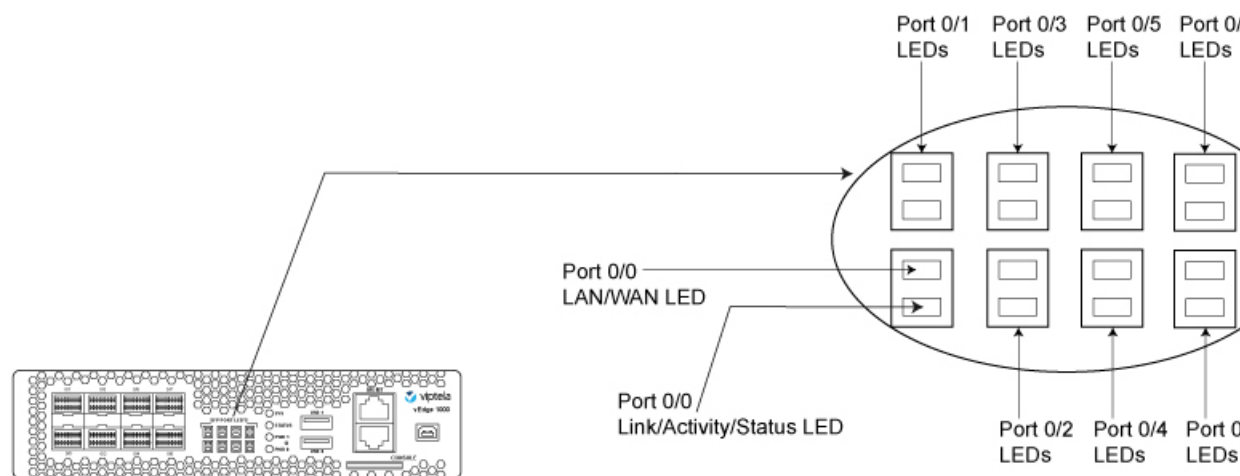 Port 0/1
LEDs
Port 0/3
LEDs
Port 0/5
LEDs
Port 0/
LEDs
Port 0/0
LAN/WAN LED
Port 0/0
Link/Activity/Status LED
Port 0/2
LEDs
Port 0/4
LEDs
Port 0
LEDs
viptela
vEdge 1000
STATUS
CONSOLE